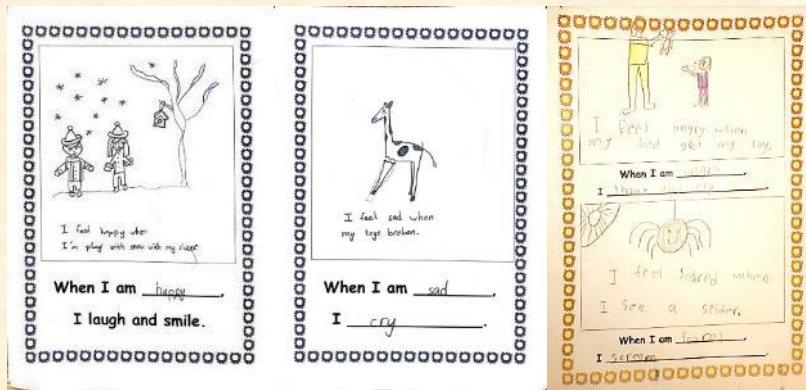 I feel happy when
I'm play with snow with my
When I am happy,
I laugh and smile.
I feel sad when
my toys broken.
When I am sad,
I cry.
I feel angry when
my dad get my toy.
When I am
I
I feel scared when
I see a spider.
When I am scared,
I scream